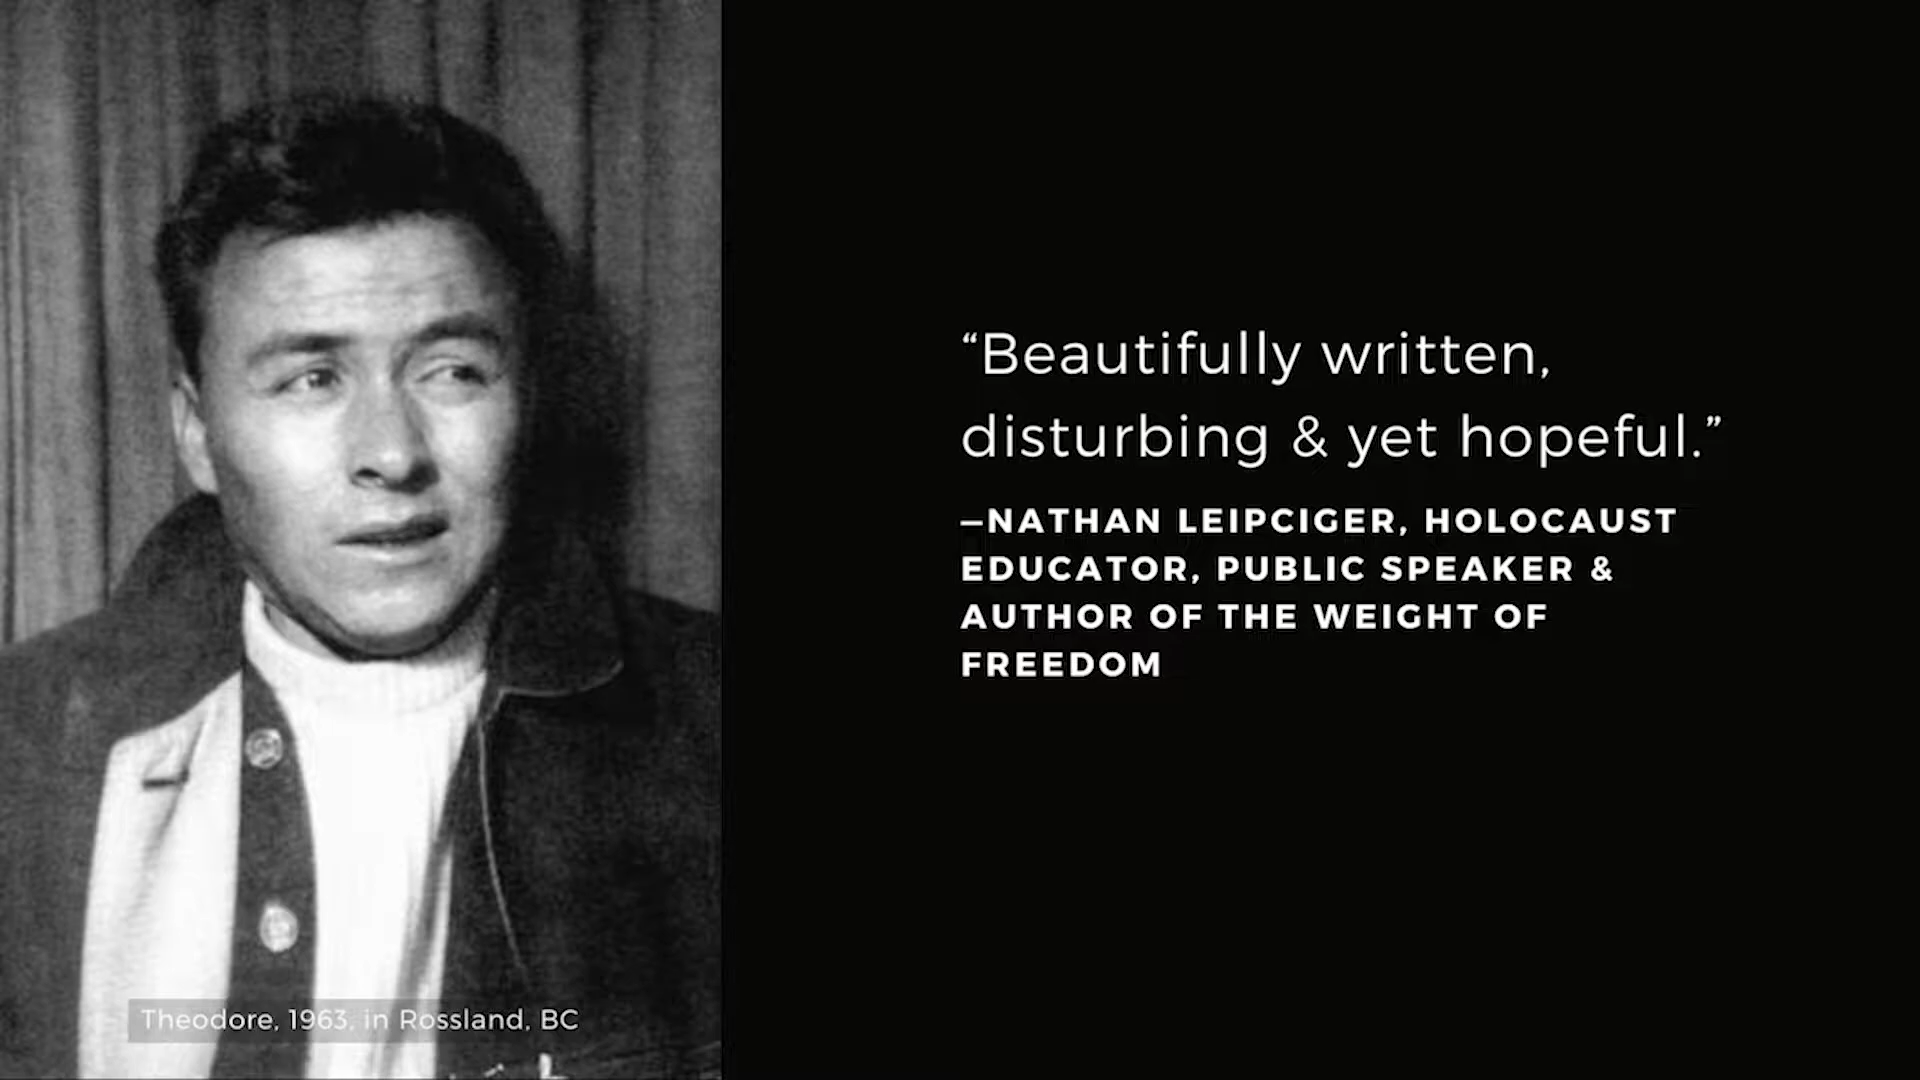 “Beautifully written,
disturbing & yet hopeful.”
—NATHAN LEIPCIGER, HOLOCAUST
EDUCATOR, PUBLIC SPEAKER &
AUTHOR OF THE WEIGHT OF
FREEDOM
Theodore, 1963, in Rossland, BC